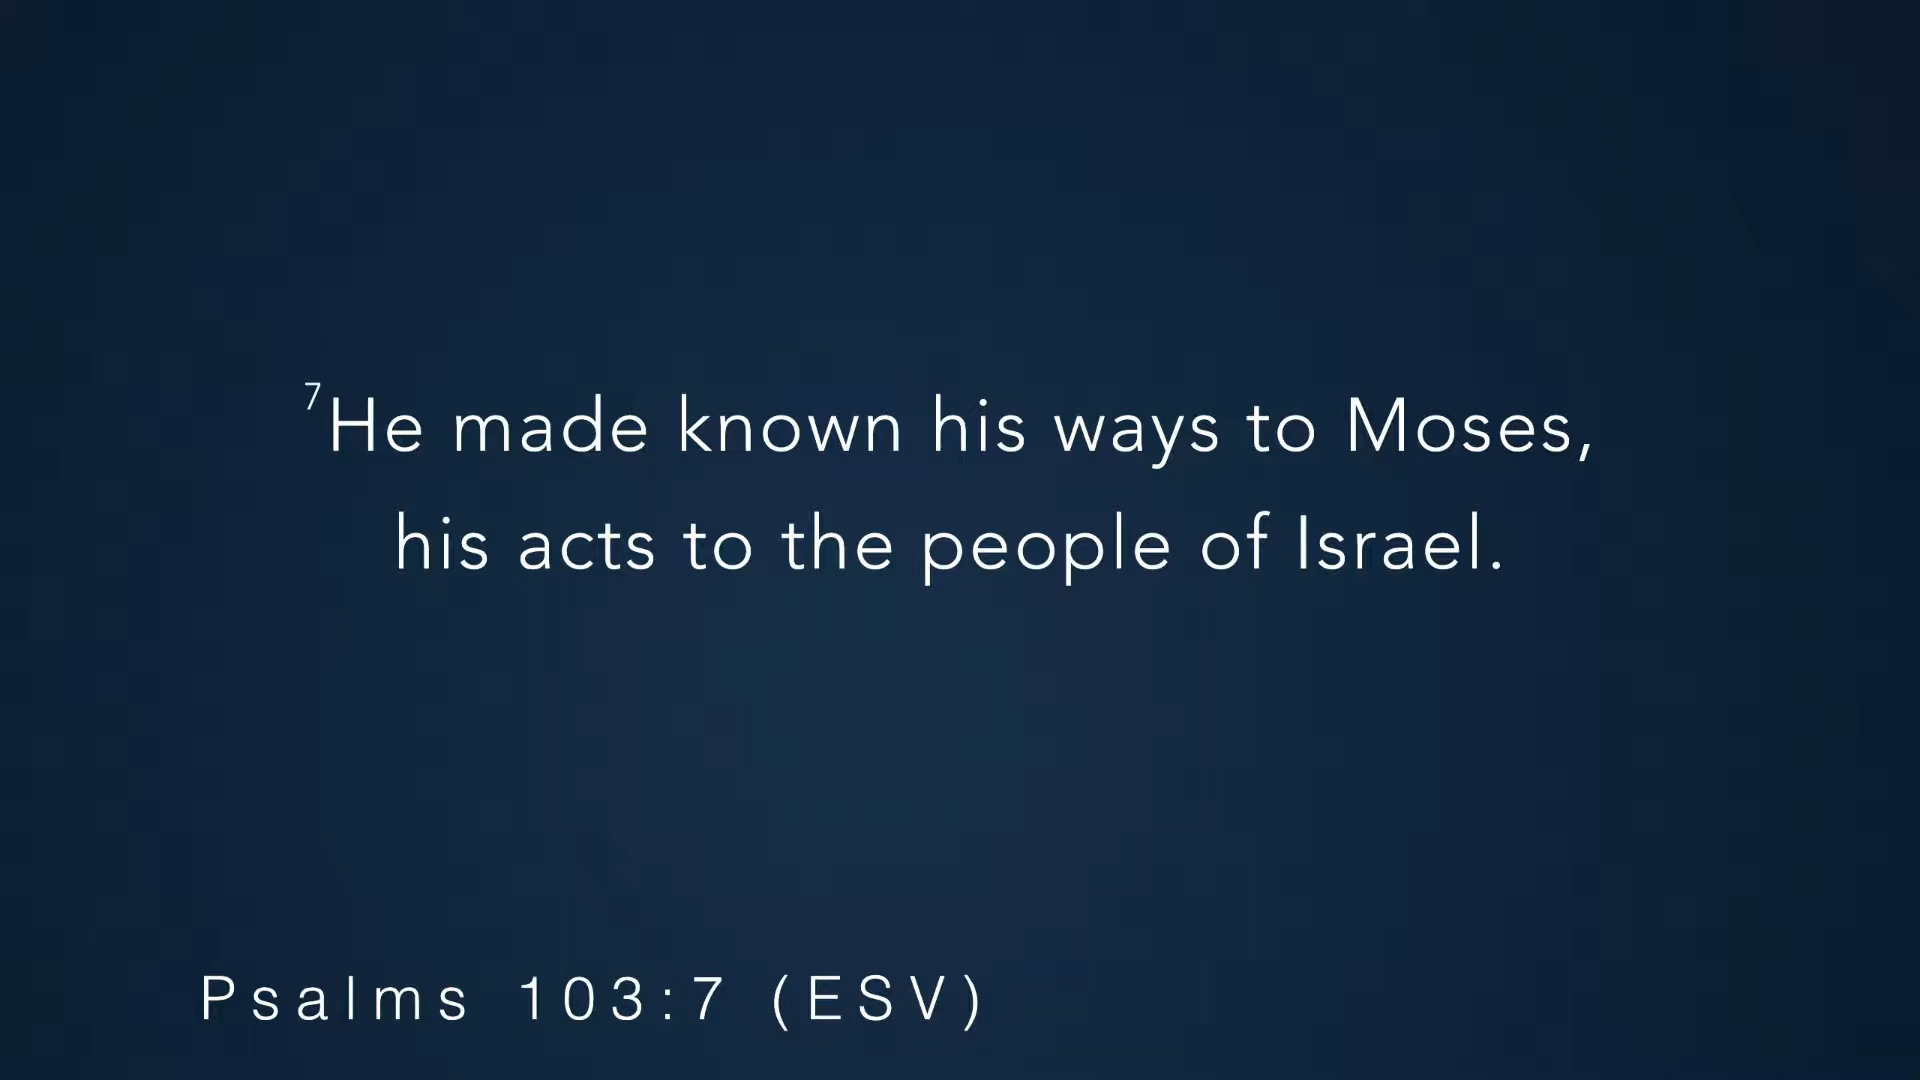 7He made known his ways to Moses,
his acts to the people of Israel.
Psalms 103:7 (ESV)